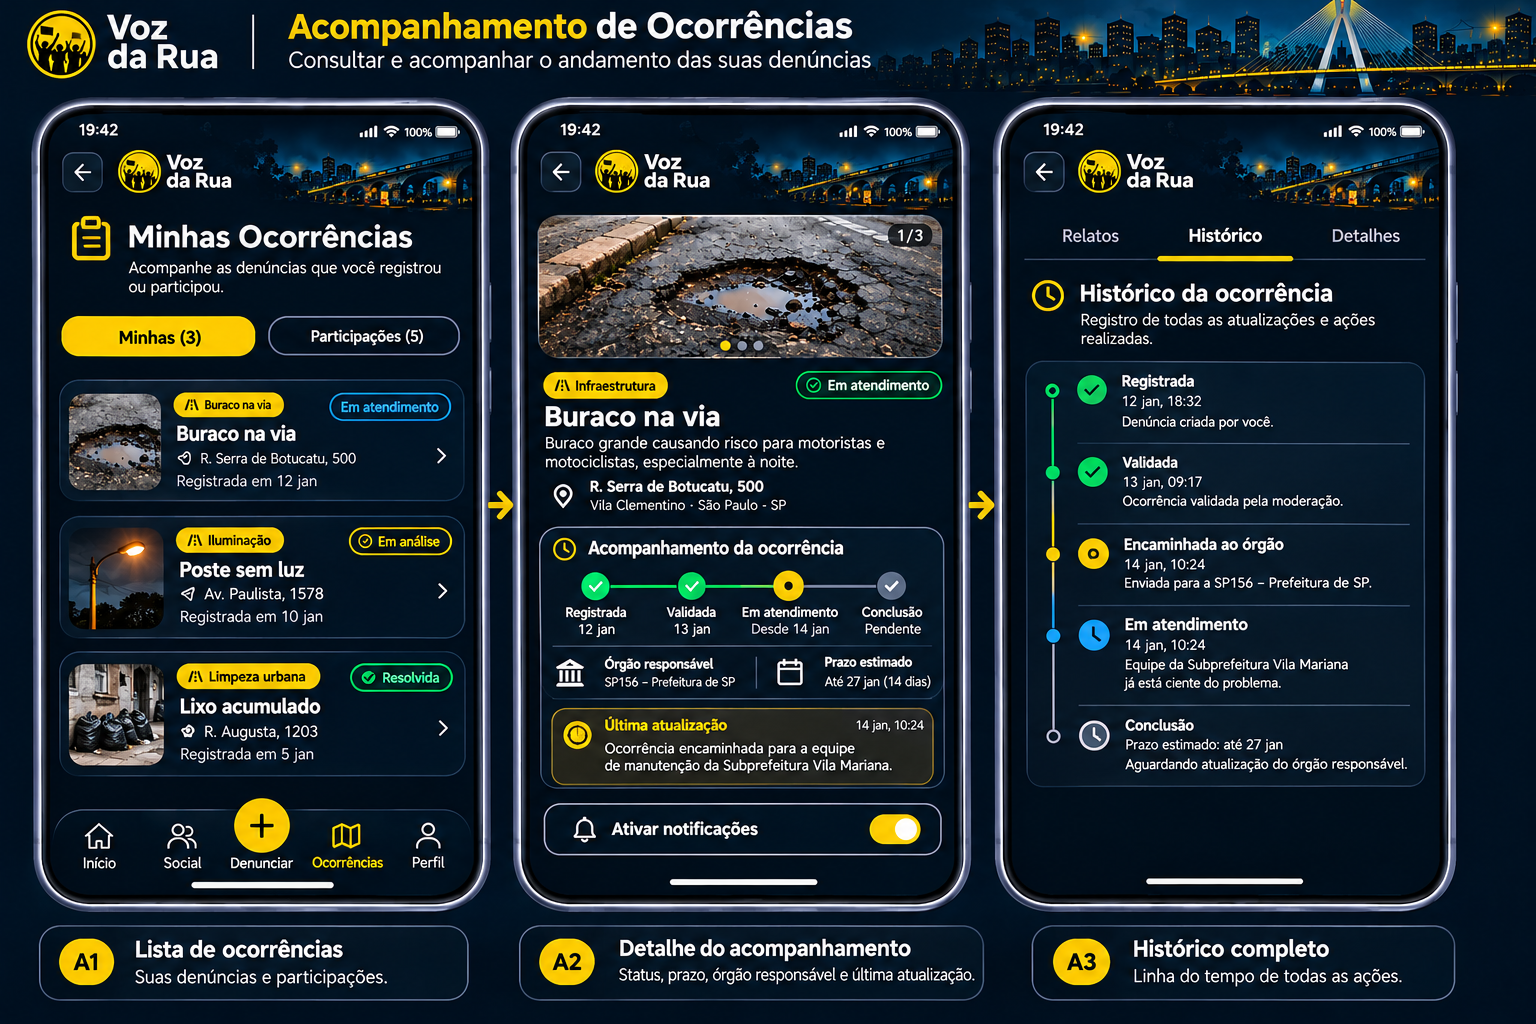 Voz
da Rua
Acompanhamento de Ocorrências
Consultar e acompanhar o andamento das suas denúncias
19:42
100%
Voz
da Rua
Minhas Ocorrências
Acompanhe as denúncias que você registrou
ou participou.
Minhas (3)
Participações (5)
Buraco na via
Em atendimento
Buraco na via
R. Serra de Botucatu, 500
Registrada em 12 jan
Iluminação
Em análise
Poste sem luz
Av. Paulista, 1578
Registrada em 10 jan
Limpeza urbana
Resolvida
Lixo acumulado
R. Augusta, 1203
Registrada em 5 jan
Início
Social
Denunciar
Ocorrências
Perfil
A1
Lista de ocorrências
Suas denúncias e participações.
19:42
100%
Voz
da Rua
1/3
Infraestrutura
Em atendimento
Buraco na via
Buraco grande causando risco para motoristas e
motociclistas, especialmente à noite.
R. Serra de Botucatu, 500
Vila Clementino · São Paulo - SP
Acompanhamento da ocorrência
Registrada
12 jan
Validada
13 jan
Em atendimento
Desde 14 jan
Conclusão
Pendente
Órgão responsável
SP156 – Prefeitura de SP
Prazo estimado
Até 27 jan (14 dias)
Última atualização
14 jan, 10:24
Ocorrência encaminhada para a equipe
de manutenção da Subprefeitura Vila Mariana.
Ativar notificações
A2
Detalhe do acompanhamento
Status, prazo, órgão responsável e última atualização.
19:42
100%
Voz
da Rua
Relatos
Histórico
Detalhes
Histórico da ocorrência
Registro de todas as atualizações e ações
realizadas.
Registrada
12 jan, 18:32
Denúncia criada por você.
Validada
13 jan, 09:17
Ocorrência validada pela moderação.
Encaminhada ao órgão
14 jan, 10:24
Enviada para a SP156 – Prefeitura de SP.
Em atendimento
14 jan, 10:24
Equipe da Subprefeitura Vila Mariana
já está ciente do problema.
Conclusão
Prazo estimado: até 27 jan
Aguardando atualização do órgão responsável.
A3
Histórico completo
Linha do tempo de todas as ações.